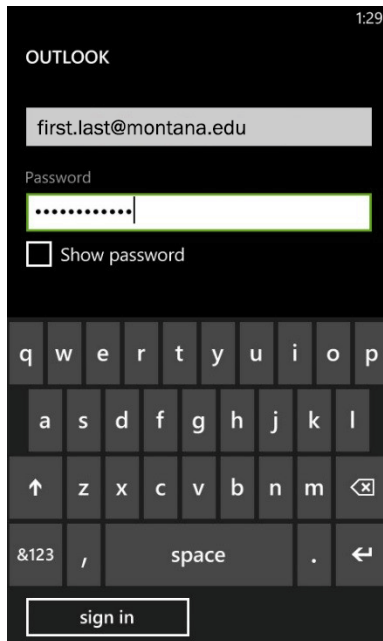 1:29
OUTLOOK
first.last@montana.edu
Password
••••••••••••
Show password
q w e r t y u i o p
a s d f g h j k l
z x c v b n m
&123 , space .
sign in